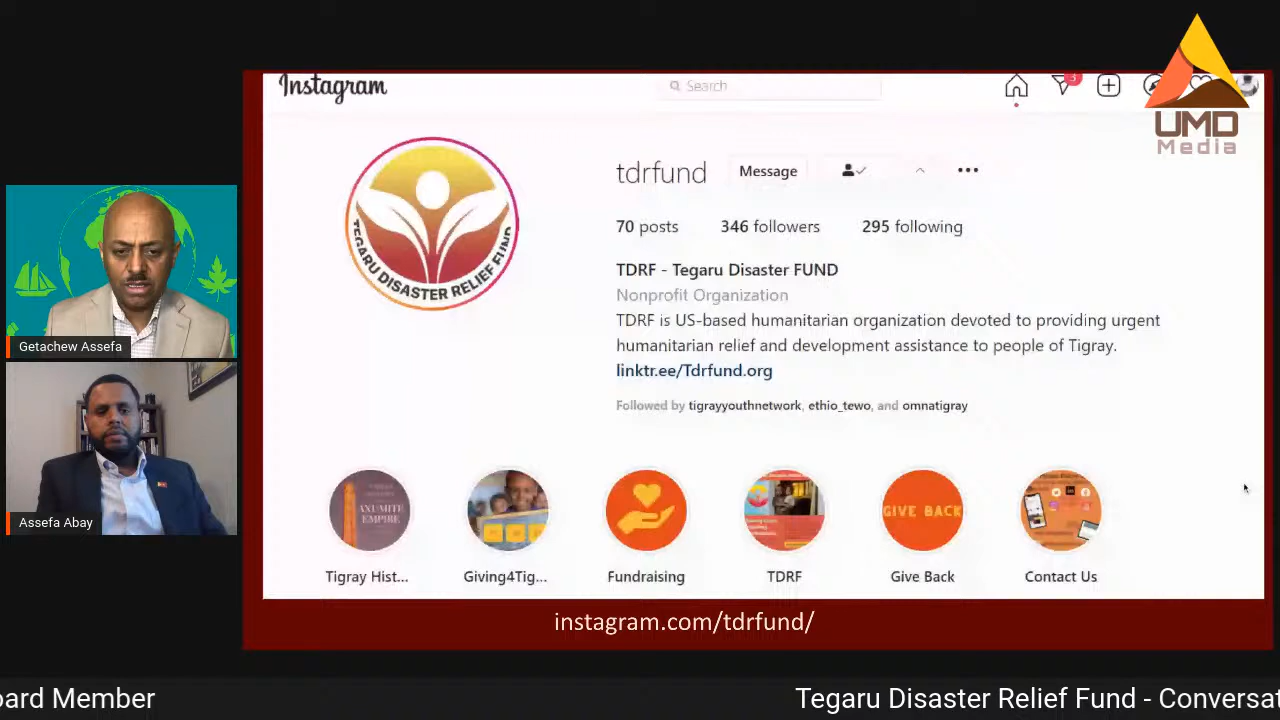 Instagram
Search
3
UMD
Media
tdrfund
Message
70 posts
346 followers
295 following
TEGARU DISASTER RELIEF FUND
TDRF - Tegaru Disaster FUND
Nonprofit Organization
TDRF is US-based humanitarian organization devoted to providing urgent
humanitarian relief and development assistance to people of Tigray.
linktr.ee/Tdrfund.org
Followed by tigrayyouthnetwork, ethio_tewo, and omnatigray
Getachew Assefa
Assefa Abay
AXUMITE
EMPIRE
GIVE BACK
Tigray Hist...
Giving4Tig...
Fundraising
TDRF
Give Back
Contact Us
instagram.com/tdrfund/
oard Member
Tegaru Disaster Relief Fund - Conversat